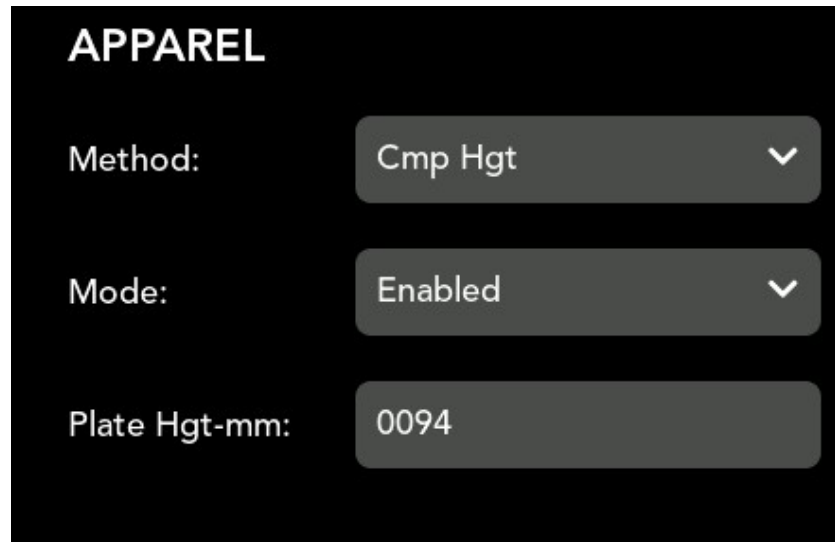 APPAREL
Method: Cmp Hgt
Mode: Enabled
Plate Hgt-mm: 0094